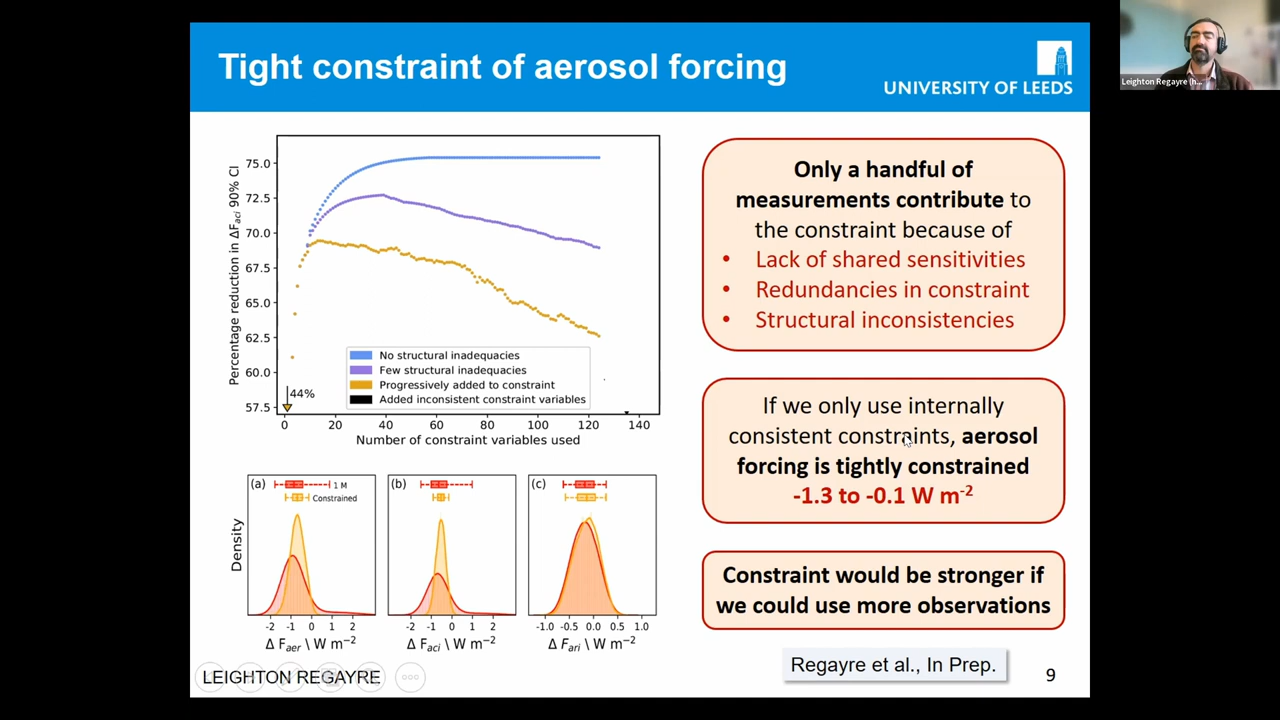 Tight constraint of aerosol forcing
UNIVERSITY OF LEEDS
Leighton Regayre (h...
Percentage reduction in ΔF_aci 90% CI
75.0
72.5
70.0
67.5
65.0
62.5
60.0
57.5
44%
No structural inadequacies
Few structural inadequacies
Progressively added to constraint
Added inconsistent constraint variables
0 20 40 60 80 100 120 140
Number of constraint variables used
Only a handful of
measurements contribute to
the constraint because of
• Lack of shared sensitivities
• Redundancies in constraint
• Structural inconsistencies
If we only use internally
consistent constraints, aerosol
forcing is tightly constrained
-1.3 to -0.1 W m⁻²
Constraint would be stronger if
we could use more observations
Density
(a)
1 M
Constrained
-2 -1 0 1 2
Δ F_aer \ W m⁻²
(b)
-2 -1 0 1 2
Δ F_aci \ W m⁻²
(c)
-1.0 -0.5 0.0 0.5 1.0
Δ F_ari \ W m⁻²
LEIGHTON REGAYRE
Regayre et al., In Prep.
9